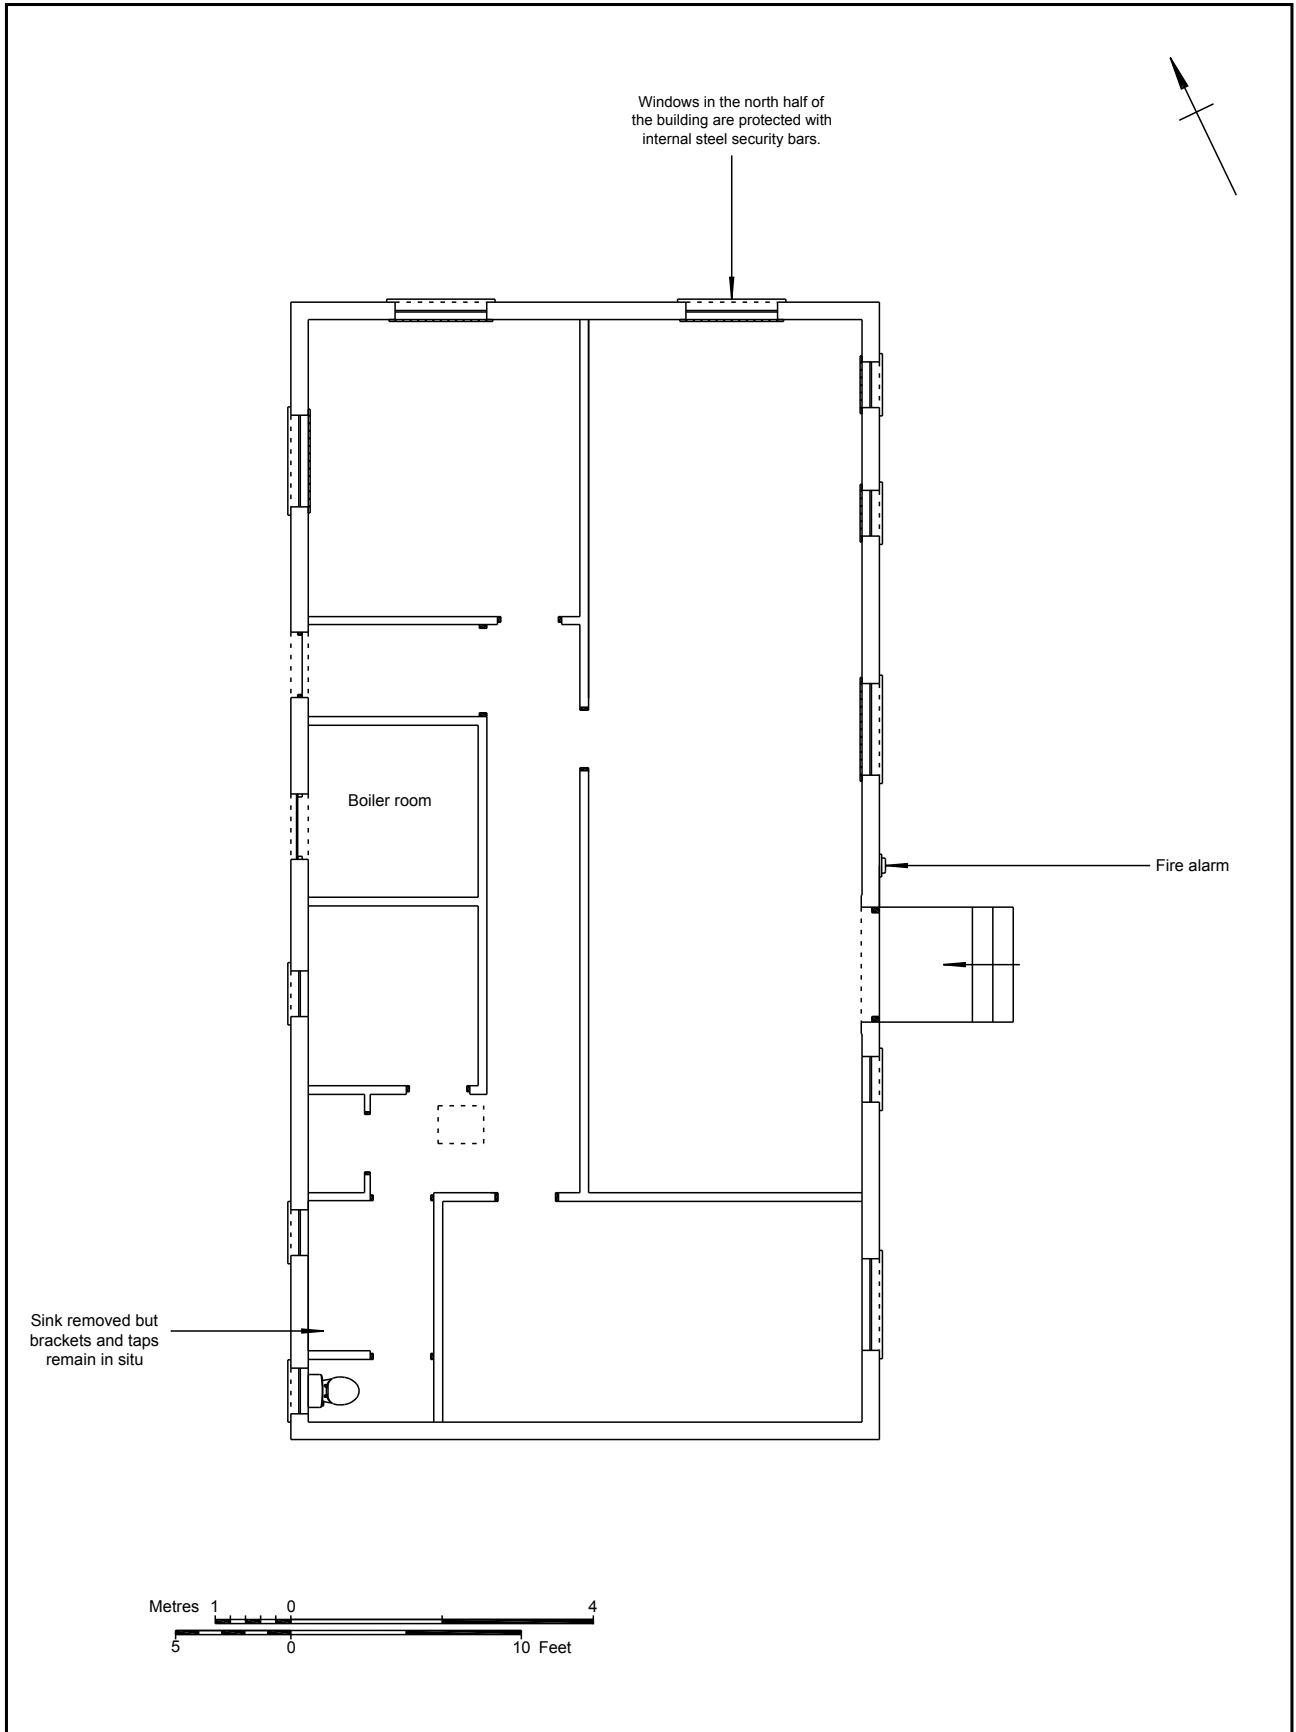 Windows in the north half of
the building are protected with
internal steel security bars.
Boiler room
Fire alarm
Sink removed but
brackets and taps
remain in situ
Metres 1 0 4
5 0 10 Feet